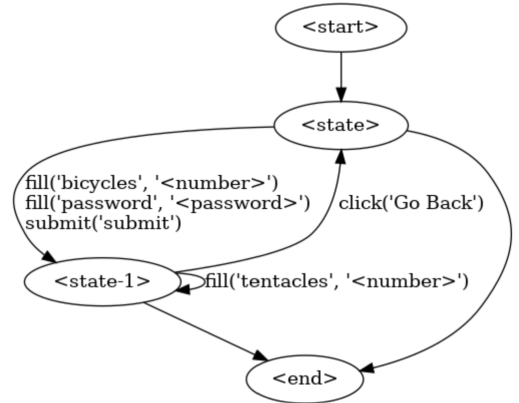 <start>
<state>
fill('bicycles', '<number>')
fill('password', '<password>')
submit('submit')
click('Go Back')
<state-1>
fill('tentacles', '<number>')
<end>